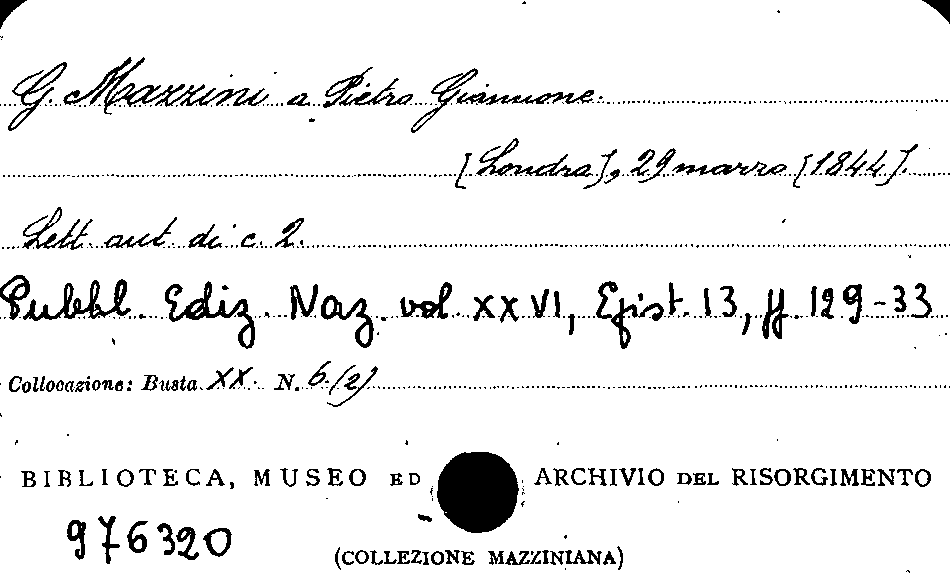 G. Mazzini a Pietro Giannone.
[Londra], 29 marzo [1844].
Lett. aut. di c. 2.
Pubbl. Ediz. Naz. vol. XXVI, Epist. 13, pp. 129-33
Collocazione: Busta XX. N. 6 (2)
BIBLIOTECA, MUSEO ED ARCHIVIO DEL RISORGIMENTO
976320
(COLLEZIONE MAZZINIANA)